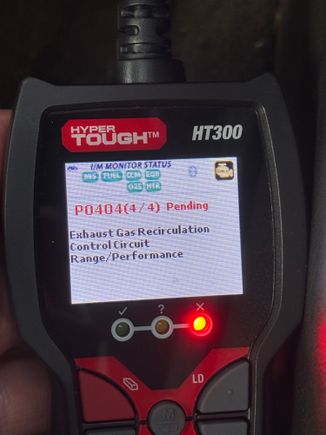 HYPER
TOUGH™
HT300
I/M MONITOR STATUS
MIS FUEL CCM EGR
O2S HTR
P0404(4/4) Pending
Exhaust Gas Recirculation
Control Circuit
Range/Performance
✓ ? ✕
LD
M